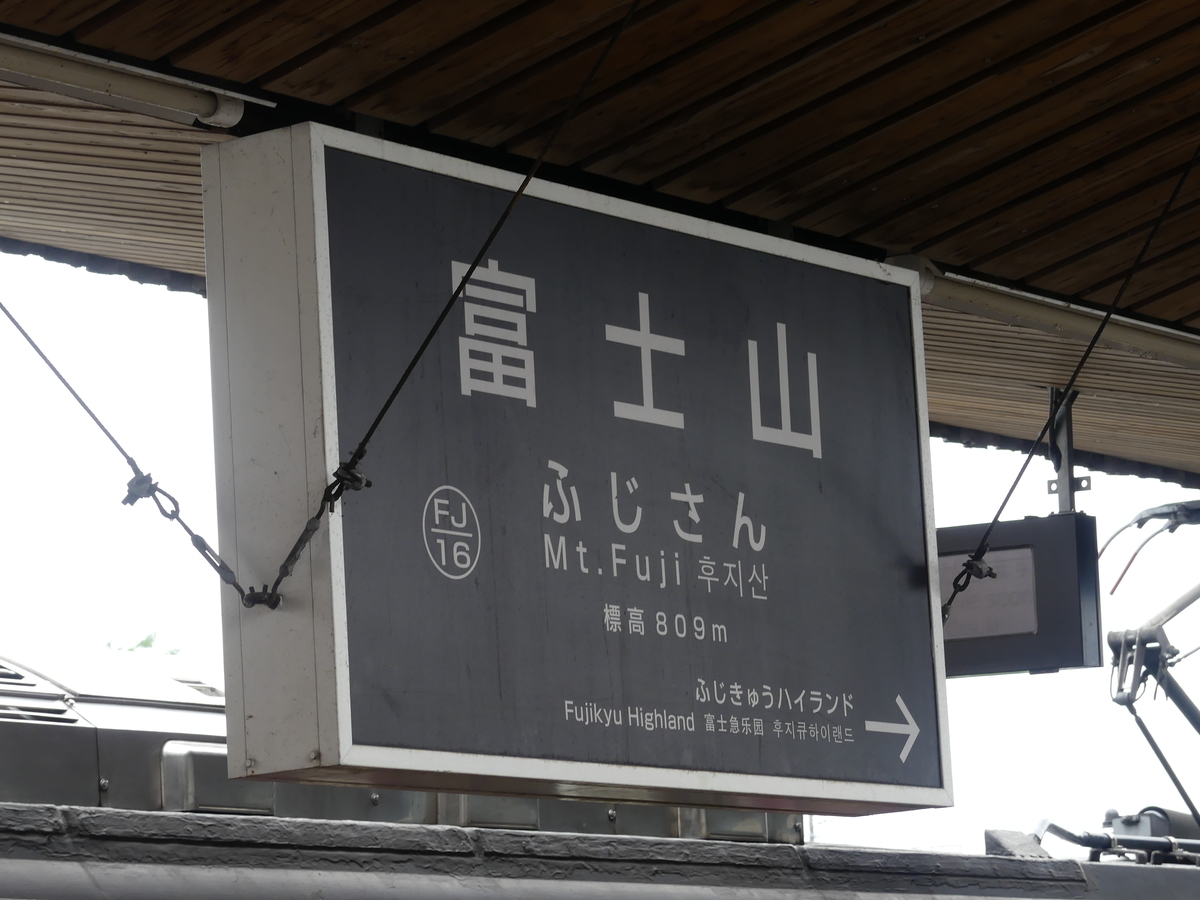 富士山
FJ
16
ふじさん
Mt.Fuji 후지산
標高 809m
ふじきゅうハイランド
Fujikyu Highland 富士急乐园 후지큐하이랜드 →